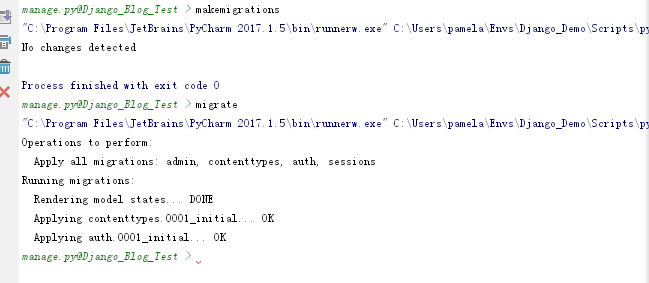 manage.py@Django_Blog_Test > makemigrations
"C:\Program Files\JetBrains\PyCharm 2017.1.5\bin\runnerw.exe" C:\Users\pamela\Envs\Django_Demo\Scripts\py
No changes detected
Process finished with exit code 0
manage.py@Django_Blog_Test > migrate
"C:\Program Files\JetBrains\PyCharm 2017.1.5\bin\runnerw.exe" C:\Users\pamela\Envs\Django_Demo\Scripts\py
Operations to perform:
  Apply all migrations: admin, contenttypes, auth, sessions
Running migrations:
  Rendering model states... DONE
  Applying contenttypes.0001_initial... OK
  Applying auth.0001_initial... OK
manage.py@Django_Blog_Test >